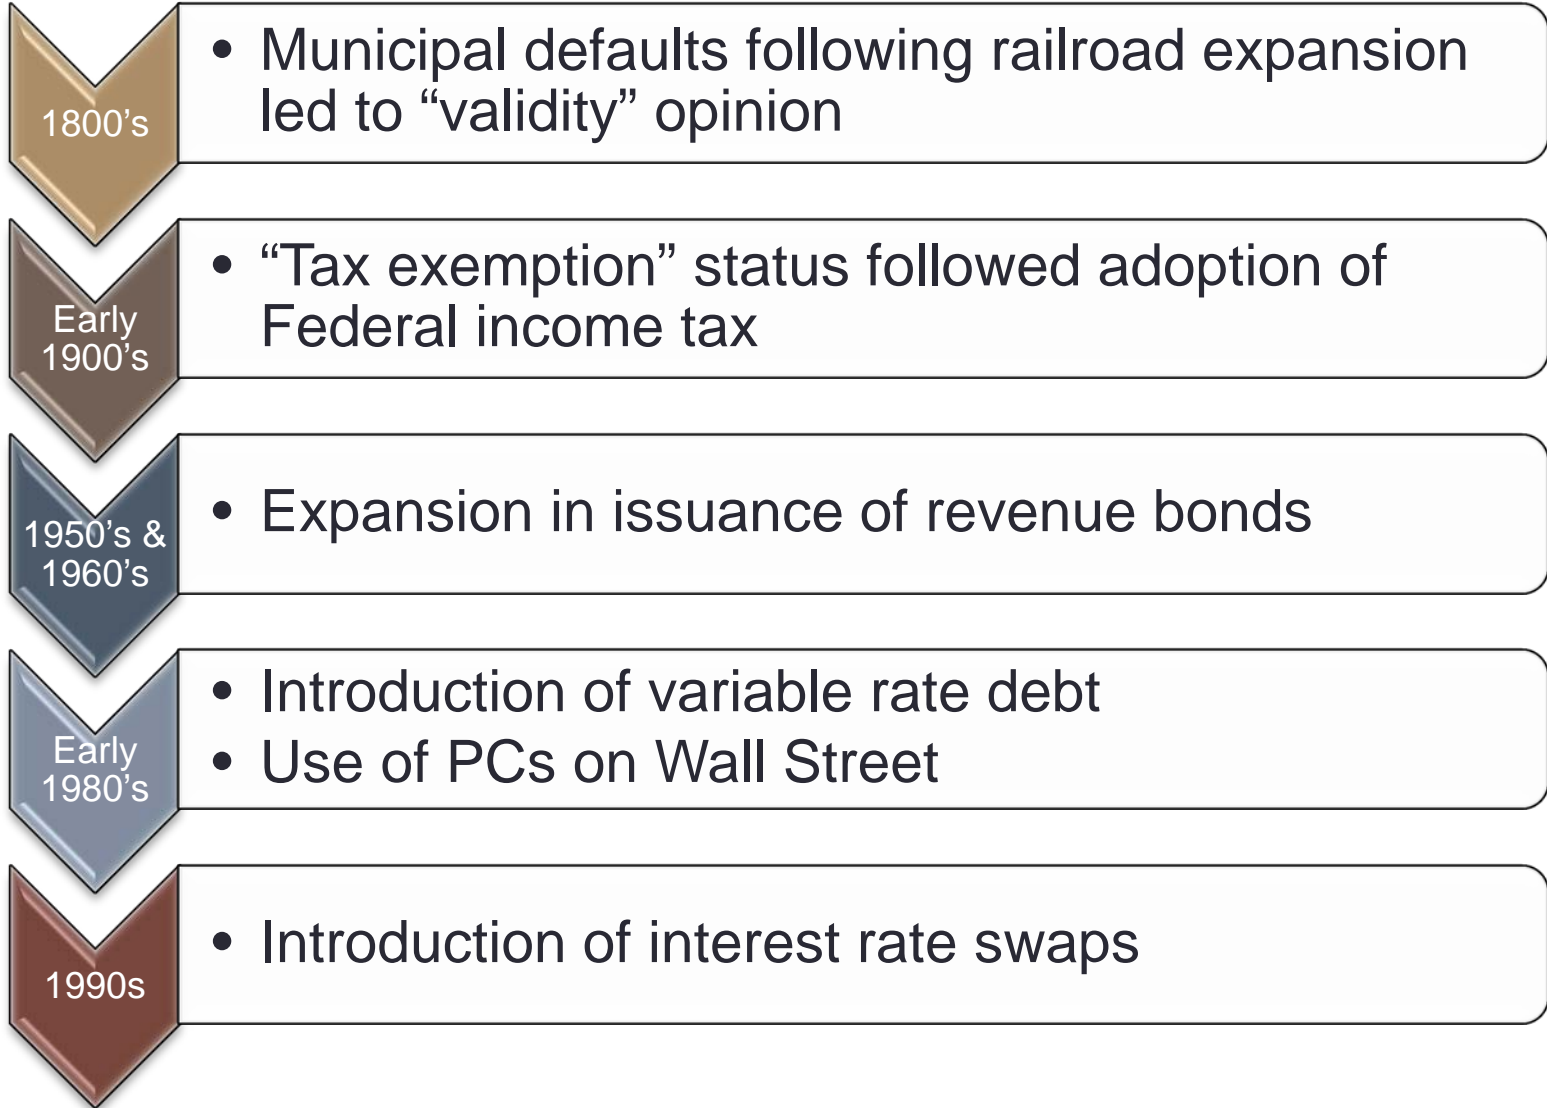 1800’s
• Municipal defaults following railroad expansion
led to “validity” opinion
Early
1900’s
• “Tax exemption” status followed adoption of
Federal income tax
1950’s &
1960’s
• Expansion in issuance of revenue bonds
Early
1980’s
• Introduction of variable rate debt
• Use of PCs on Wall Street
1990s
• Introduction of interest rate swaps